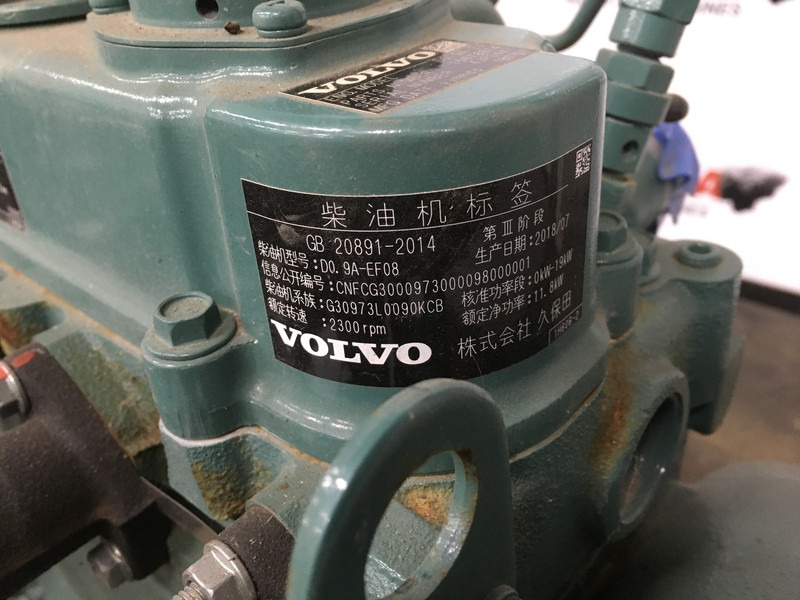 VOLVO
柴油机标签
GB 20891-2014 第Ⅲ阶段
柴油机型号:D0.9A-EF08 生产日期:2018/07
信息公开编号:CNFCG3000973000098000001
柴油机系族:G30973L0090KCB 核准功率段:0kW-19kW
额定转速:2300rpm 额定净功率:11.8kW
VOLVO 株式会社久保田